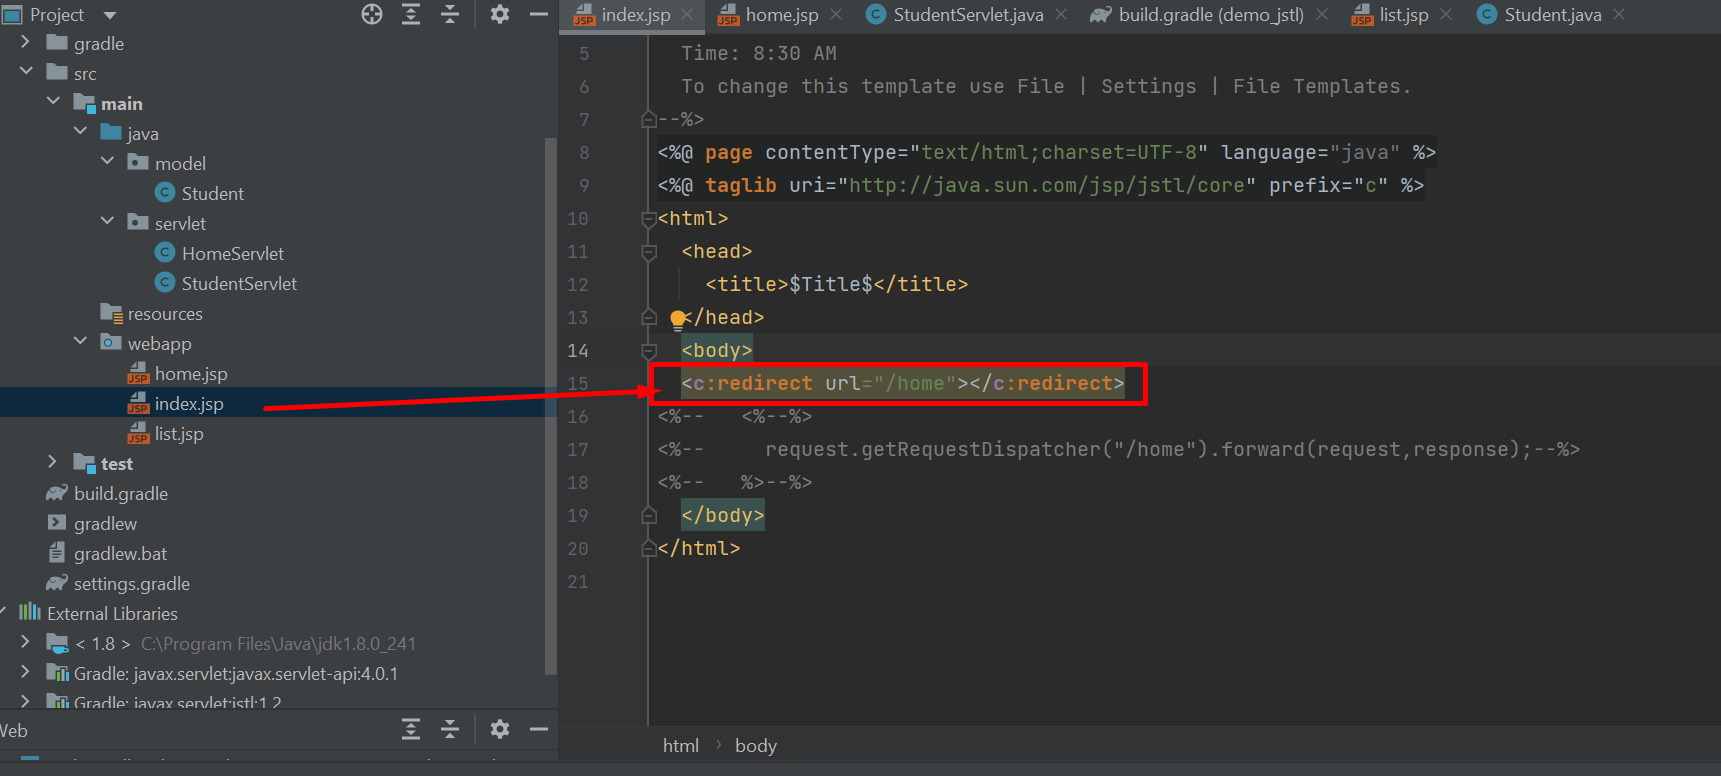 Project
index.jsp
home.jsp
StudentServlet.java
build.gradle (demo_jstl)
list.jsp
Student.java
gradle
src
main
java
model
Student
servlet
HomeServlet
StudentServlet
resources
webapp
home.jsp
index.jsp
list.jsp
test
build.gradle
gradlew
gradlew.bat
settings.gradle
External Libraries
< 1.8 > C:\Program Files\Java\jdk1.8.0_241
Gradle: javax.servlet:javax.servlet-api:4.0.1
Gradle: javax.servlet:jstl:1.2
Web
5 Time: 8:30 AM
6 To change this template use File | Settings | File Templates.
7 --%>
8 <%@ page contentType="text/html;charset=UTF-8" language="java" %>
9 <%@ taglib uri="http://java.sun.com/jsp/jstl/core" prefix="c" %>
10 <html>
11 <head>
12 <title>$Title$</title>
13 </head>
14 <body>
15 <c:redirect url="/home"></c:redirect>
16 <%-- <%--%>
17 <%-- request.getRequestDispatcher("/home").forward(request,response);--%>
18 <%-- %>--%>
19 </body>
20 </html>
21
html › body